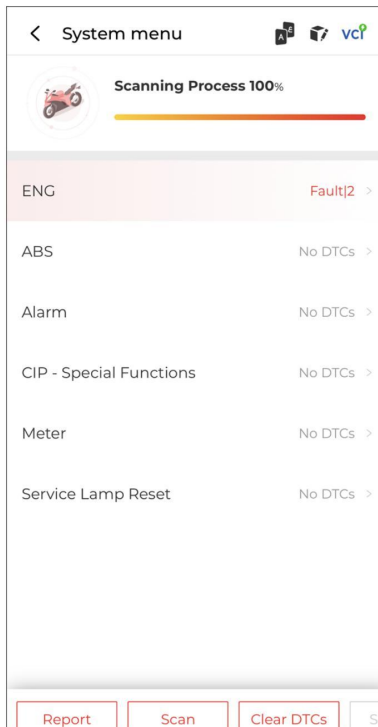 System menu
A E
vci
Scanning Process 100%
ENG Fault|2
ABS No DTCs
Alarm No DTCs
CIP - Special Functions No DTCs
Meter No DTCs
Service Lamp Reset No DTCs
Report Scan Clear DTCs S